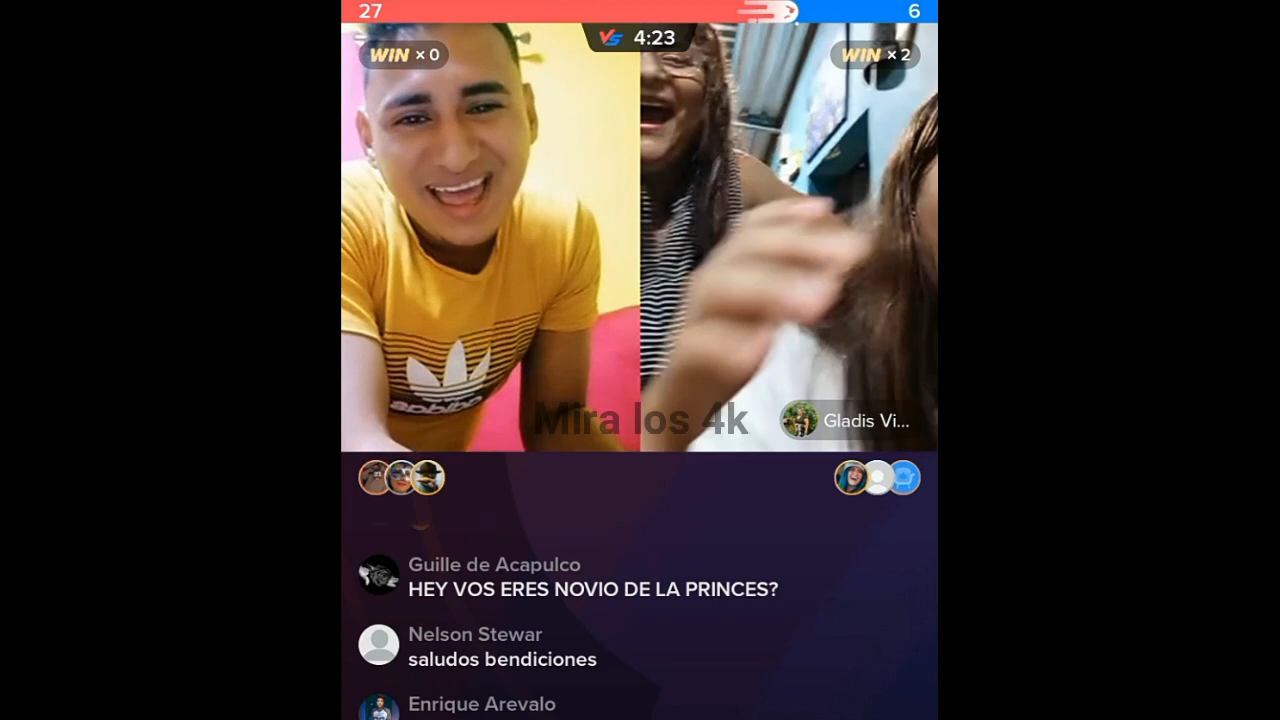 27
6
VS 4:23
WIN × 0
WIN × 2
Mira los 4k
Gladis Vi...
Guille de Acapulco
HEY VOS ERES NOVIO DE LA PRINCES?
Nelson Stewar
saludos bendiciones
Enrique Arevalo